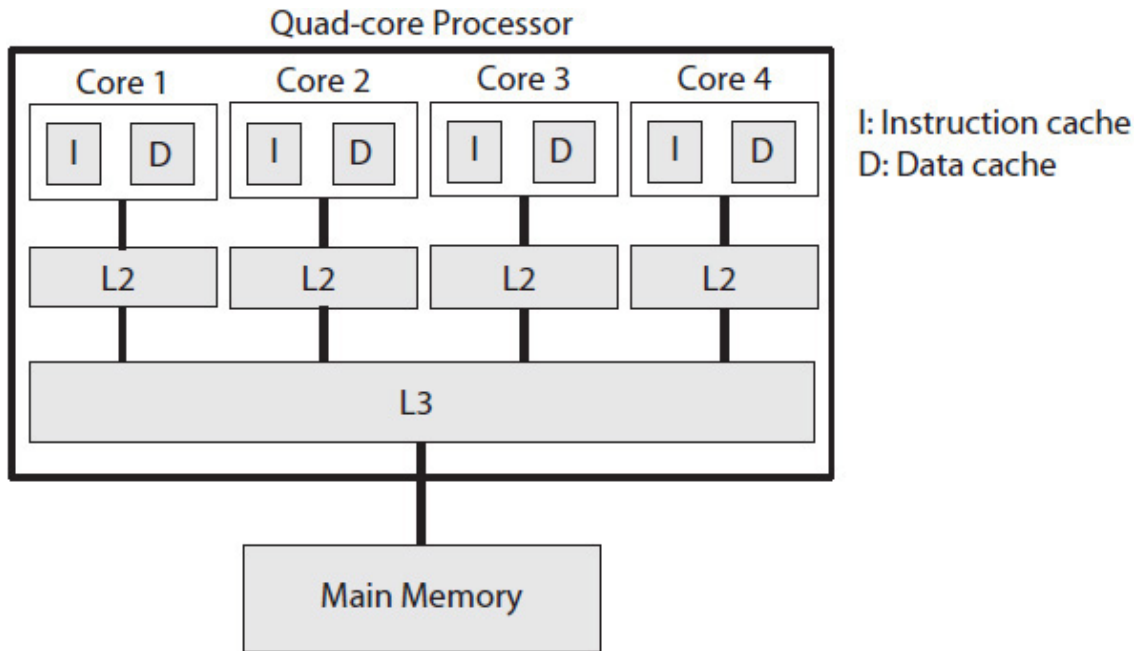 Quad-core Processor
Core 1 Core 2 Core 3 Core 4
I: Instruction cache
D: Data cache
I D I D I D I D
L2 L2 L2 L2
L3
Main Memory